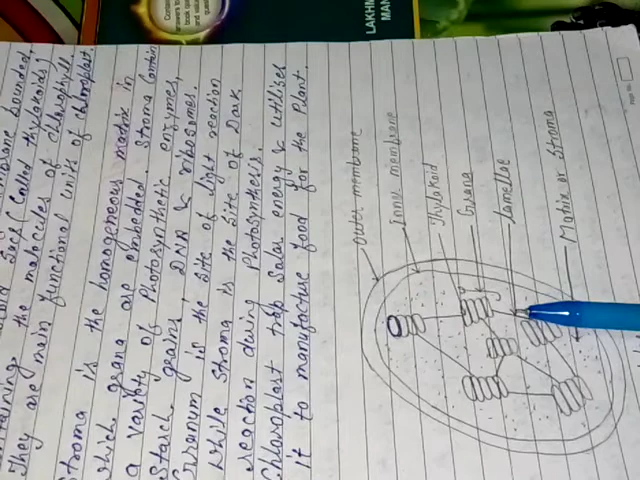 They are main functional units of chloroplast.
Stroma is the homogeneous matrix in
which grana are embedded. Stroma contain
a variety of Photosynthetic enzymes,
Starch grains, DNA & ribosomes.
Granum is the site of light reaction
while stroma is the site of Dark
reaction during Photosynthesis.
Chloroplast trap Solar energy & utilises
it to manufacture food for the Plant.
Outer membrane
Inner membrane
Thylakoid
Grana
Lamellae
Matrix or Stroma
LAKHM
MAN